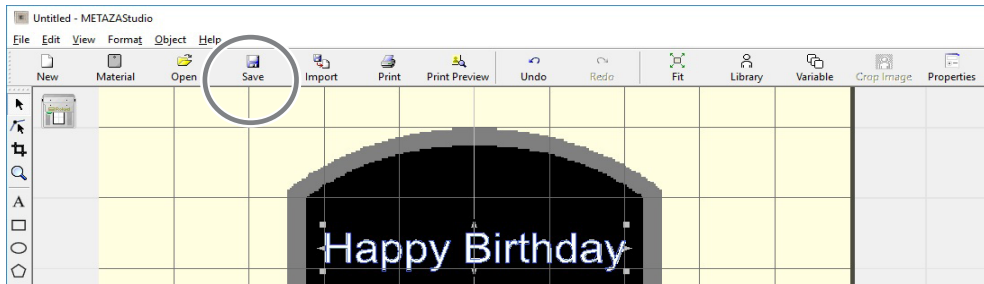 Untitled - METAZAStudio
File Edit View Format Object Help
New Material Open Save Import Print Print Preview Undo Redo Fit Library Variable Crop Image Properties
A
Happy Birthday